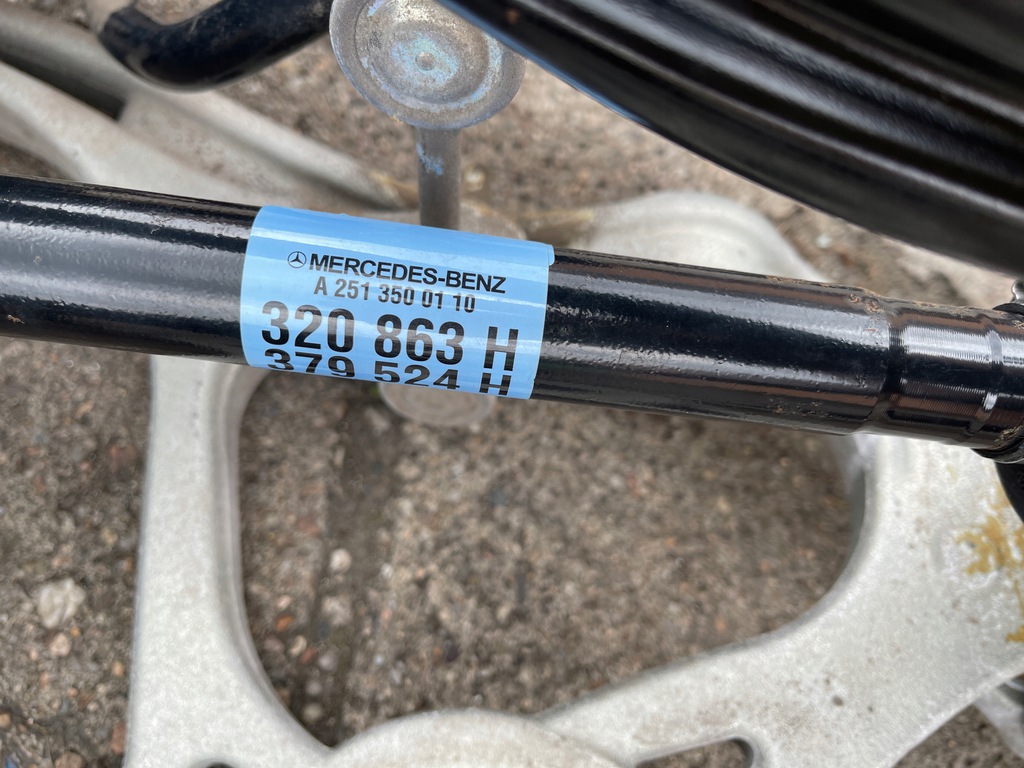 MERCEDES-BENZ
A 251 350 01 10
320 863 H
379 524 H